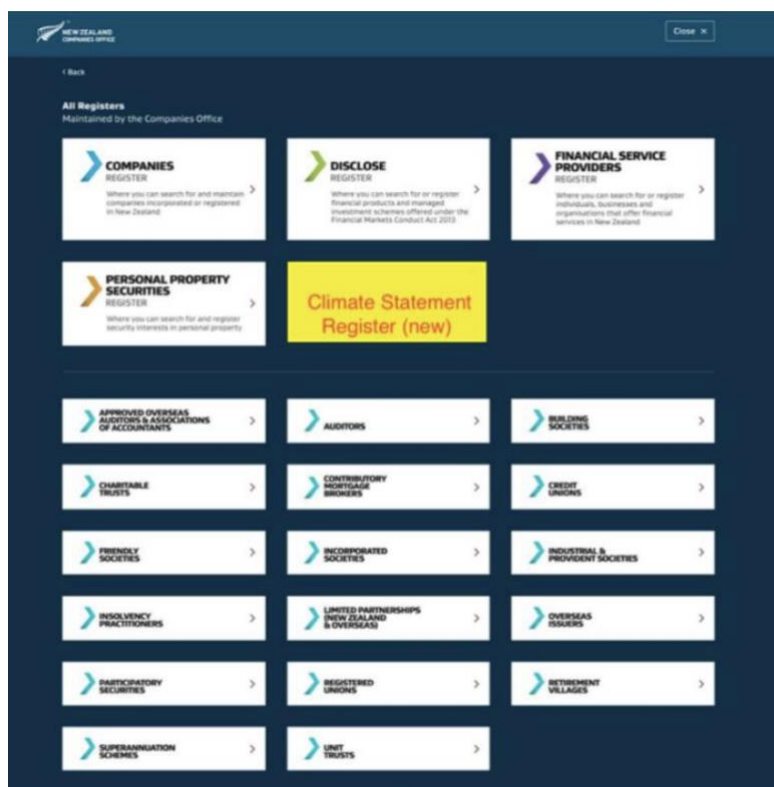 NEW ZEALAND
COMPANIES OFFICE
Close ×
‹ Back
All Registers
Maintained by the Companies Office
COMPANIES
REGISTER
Where you can search for and maintain
companies incorporated or registered
in New Zealand
DISCLOSE
REGISTER
Where you can search for or register
financial products and managed
investment schemes offered under the
Financial Markets Conduct Act 2013
FINANCIAL SERVICE
PROVIDERS
REGISTER
Where you can search for or register
individuals, businesses and
organisations that offer financial
services in New Zealand
PERSONAL PROPERTY
SECURITIES
REGISTER
Where you can search for and register
security interests in personal property
Climate Statement
Register (new)
APPROVED OVERSEAS
AUDITORS & ASSOCIATIONS
OF ACCOUNTANTS
AUDITORS
BUILDING
SOCIETIES
CHARITABLE
TRUSTS
CONTRIBUTORY
MORTGAGE
BROKERS
CREDIT
UNIONS
FRIENDLY
SOCIETIES
INCORPORATED
SOCIETIES
INDUSTRIAL &
PROVIDENT SOCIETIES
INSOLVENCY
PRACTITIONERS
LIMITED PARTNERSHIPS
(NEW ZEALAND
& OVERSEAS)
OVERSEAS
ISSUERS
PARTICIPATORY
SECURITIES
REGISTERED
UNIONS
RETIREMENT
VILLAGES
SUPERANNUATION
SCHEMES
UNIT
TRUSTS